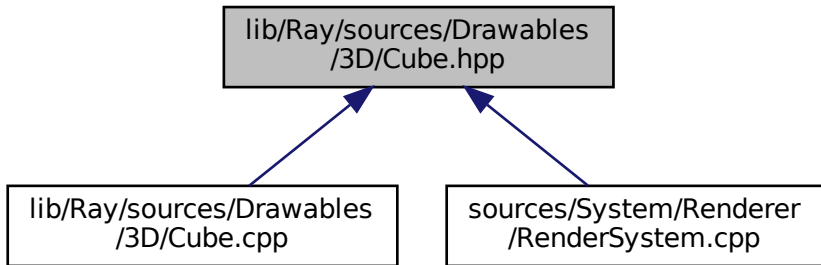 lib/Ray/sources/Drawables
/3D/Cube.hpp
lib/Ray/sources/Drawables
/3D/Cube.cpp
sources/System/Renderer
/RenderSystem.cpp